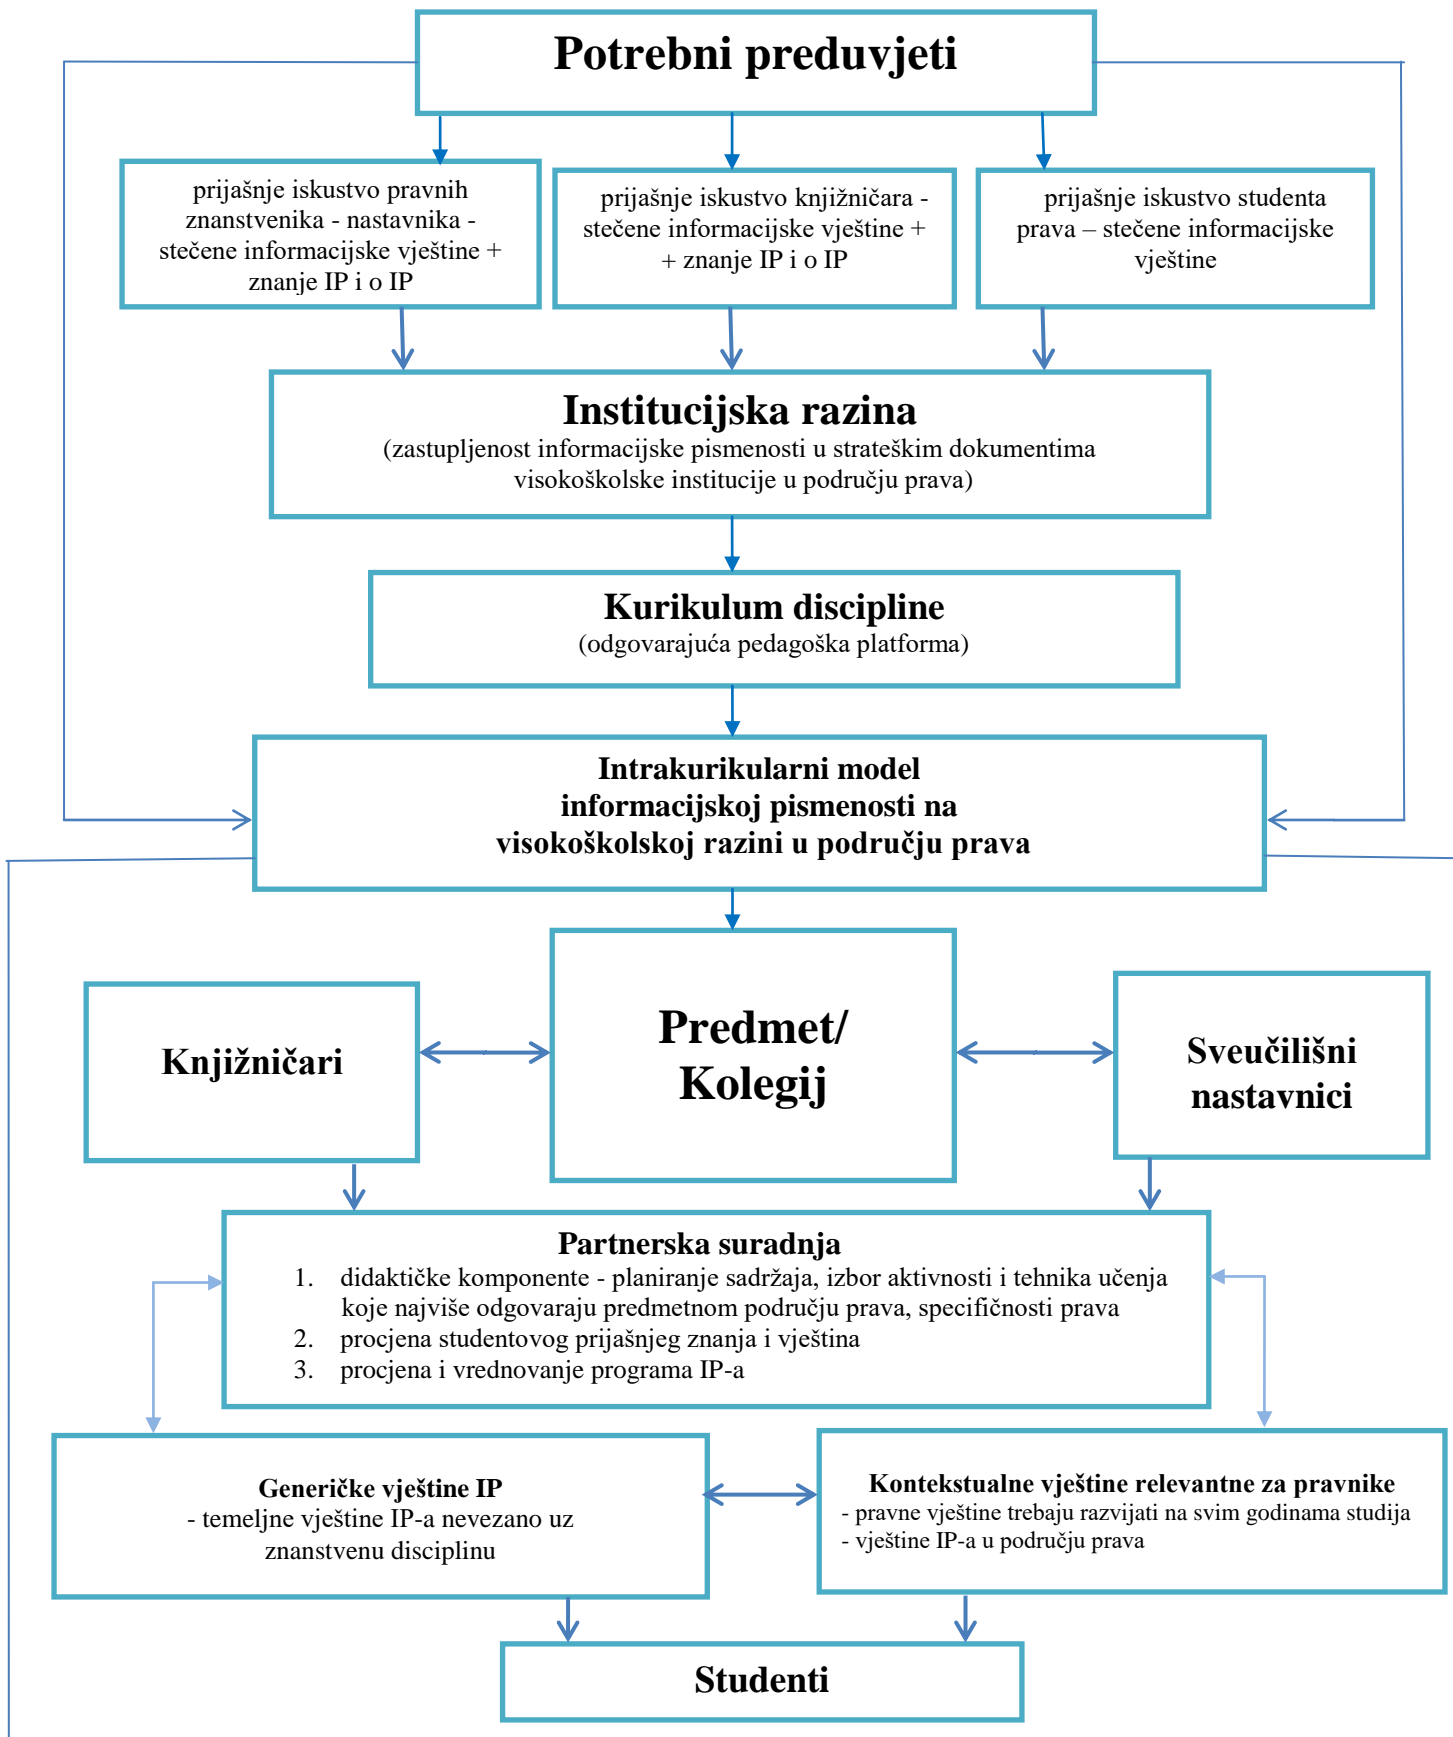 Potrebni preduvjeti
prijašnje iskustvo pravnih
znanstvenika - nastavnika -
stečene informacijske vještine +
znanje IP i o IP
prijašnje iskustvo knjižničara -
stečene informacijske vještine +
+ znanje IP i o IP
prijašnje iskustvo studenta
prava – stečene informacijske
vještine
Institucijska razina
(zastupljenost informacijske pismenosti u strateškim dokumentima
visokoškolske institucije u području prava)
Kurikulum discipline
(odgovarajuća pedagoška platforma)
Intrakurikularni model
informacijskoj pismenosti na
visokoškolskoj razini u području prava
Knjižničari
Predmet/
Kolegij
Sveučilišni
nastavnici
Partnerska suradnja
1. didaktičke komponente - planiranje sadržaja, izbor aktivnosti i tehnika učenja
koje najviše odgovaraju predmetnom području prava, specifičnosti prava
2. procjena studentovog prijašnjeg znanja i vještina
3. procjena i vrednovanje programa IP-a
Generičke vještine IP
- temeljne vještine IP-a nevezano uz
znanstvenu disciplinu
Kontekstualne vještine relevantne za pravnike
- pravne vještine trebaju razvijati na svim godinama studija
- vještine IP-a u području prava
Studenti